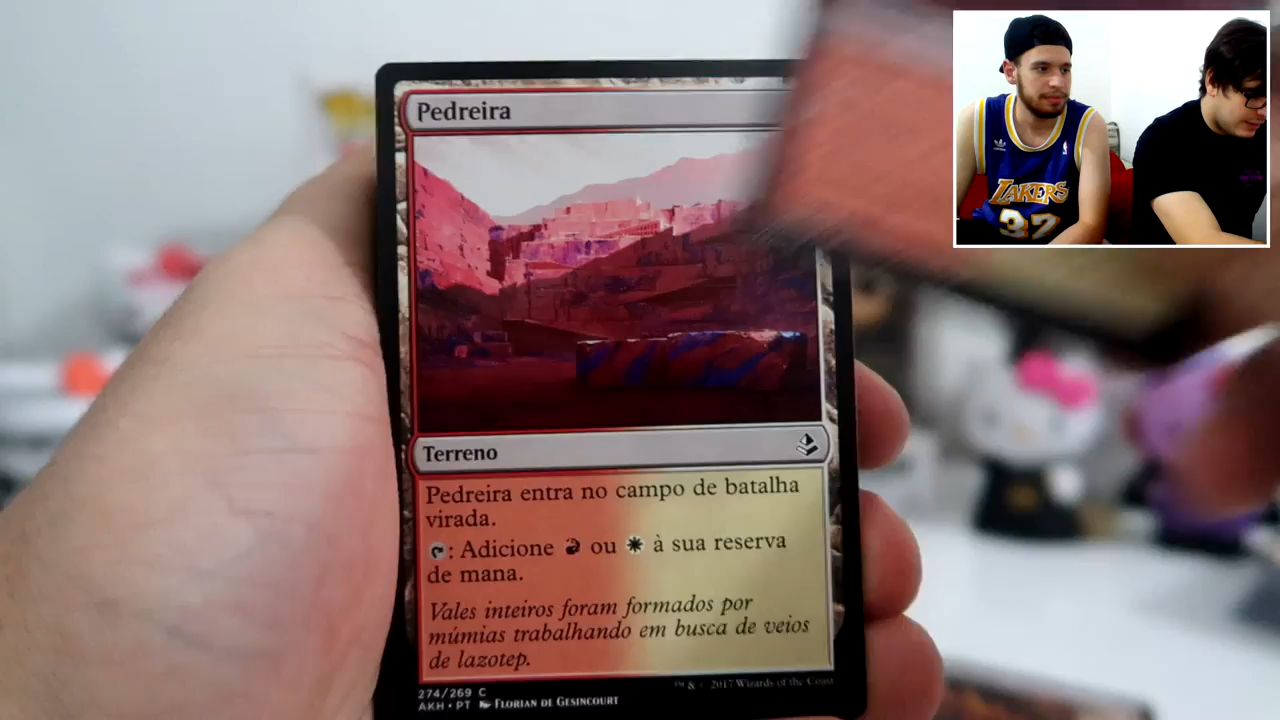 Pedreira
Terreno
Pedreira entra no campo de batalha
virada.
: Adicione ou à sua reserva
de mana.
Vales inteiros foram formados por
múmias trabalhando em busca de veios
de lazotep.
274/269 C
AKH • PT FLORIAN DE GESINCOURT
™ & © 2017 Wizards of the Coast
LAKERS
37